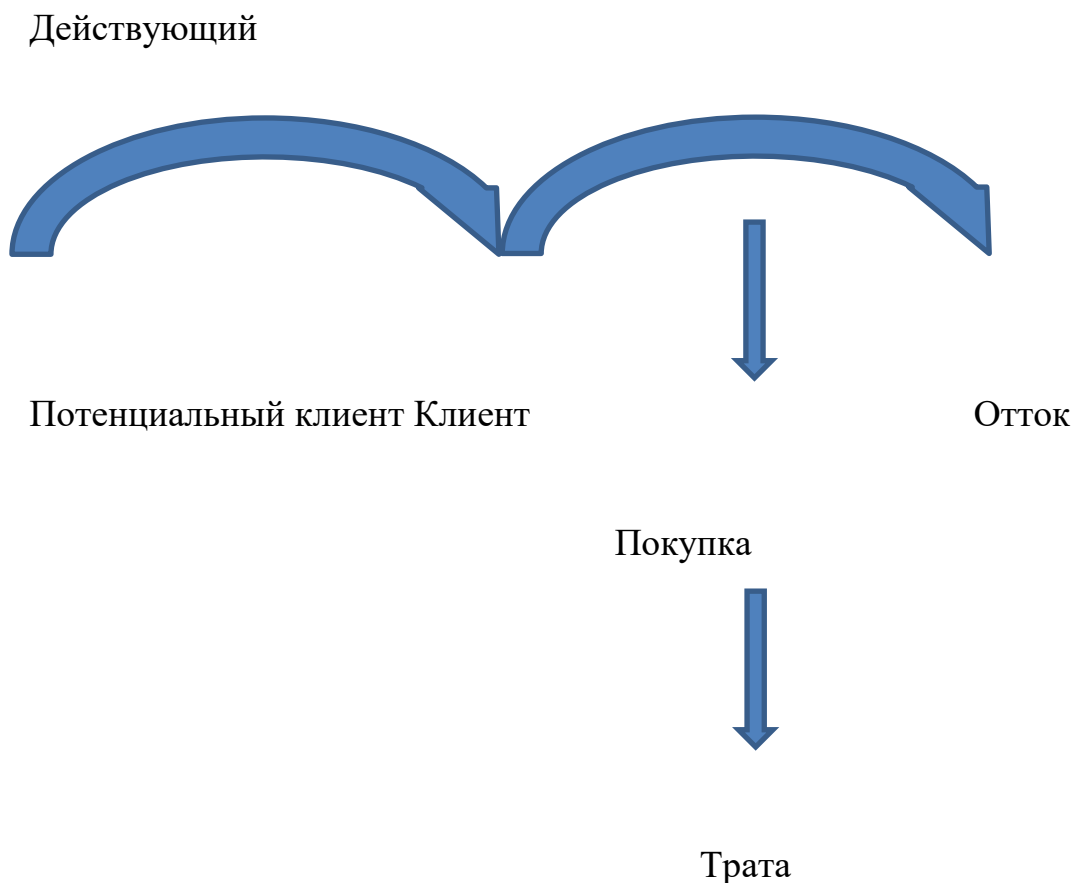 Действующий
Потенциальный клиент Клиент Отток
Покупка
Трата